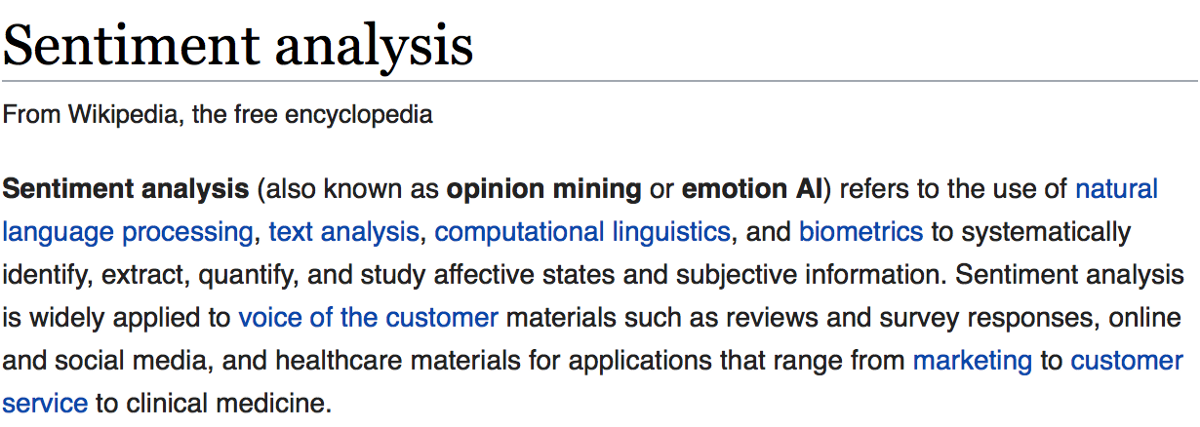 Sentiment analysis
From Wikipedia, the free encyclopedia
Sentiment analysis (also known as opinion mining or emotion AI) refers to the use of natural
language processing, text analysis, computational linguistics, and biometrics to systematically
identify, extract, quantify, and study affective states and subjective information. Sentiment analysis
is widely applied to voice of the customer materials such as reviews and survey responses, online
and social media, and healthcare materials for applications that range from marketing to customer
service to clinical medicine.